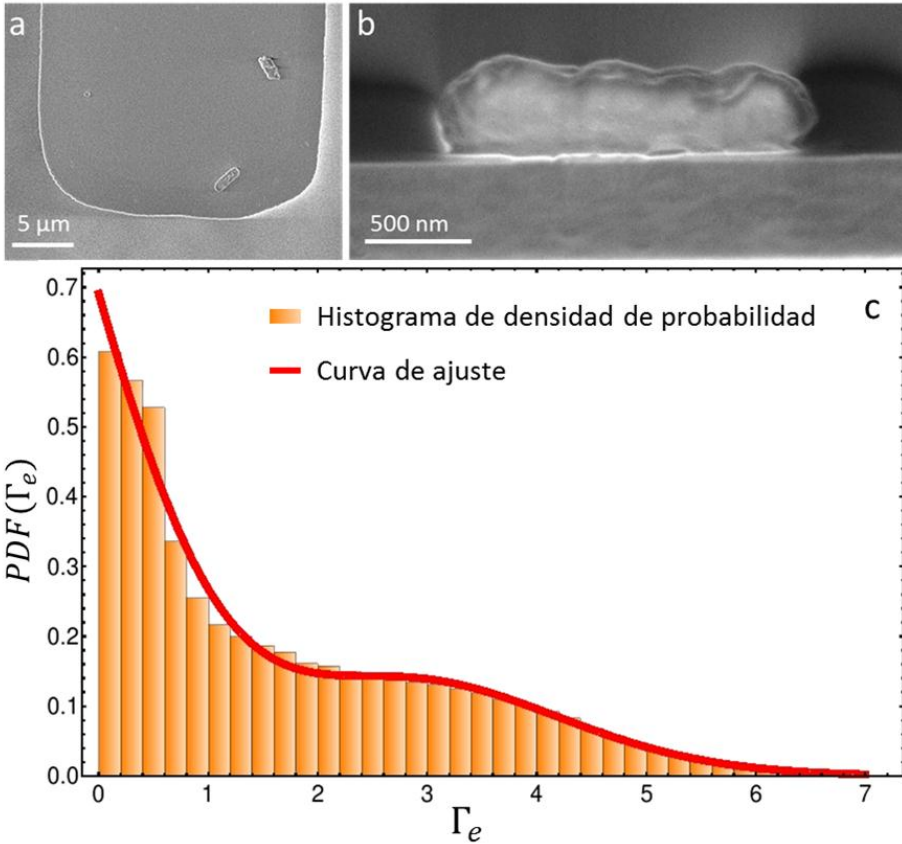 a
b
5 µm
500 nm
c
Histograma de densidad de probabilidad
Curva de ajuste
PDF(Γe)
0.7
0.6
0.5
0.4
0.3
0.2
0.1
0.0
0 1 2 3 4 5 6 7
Γe